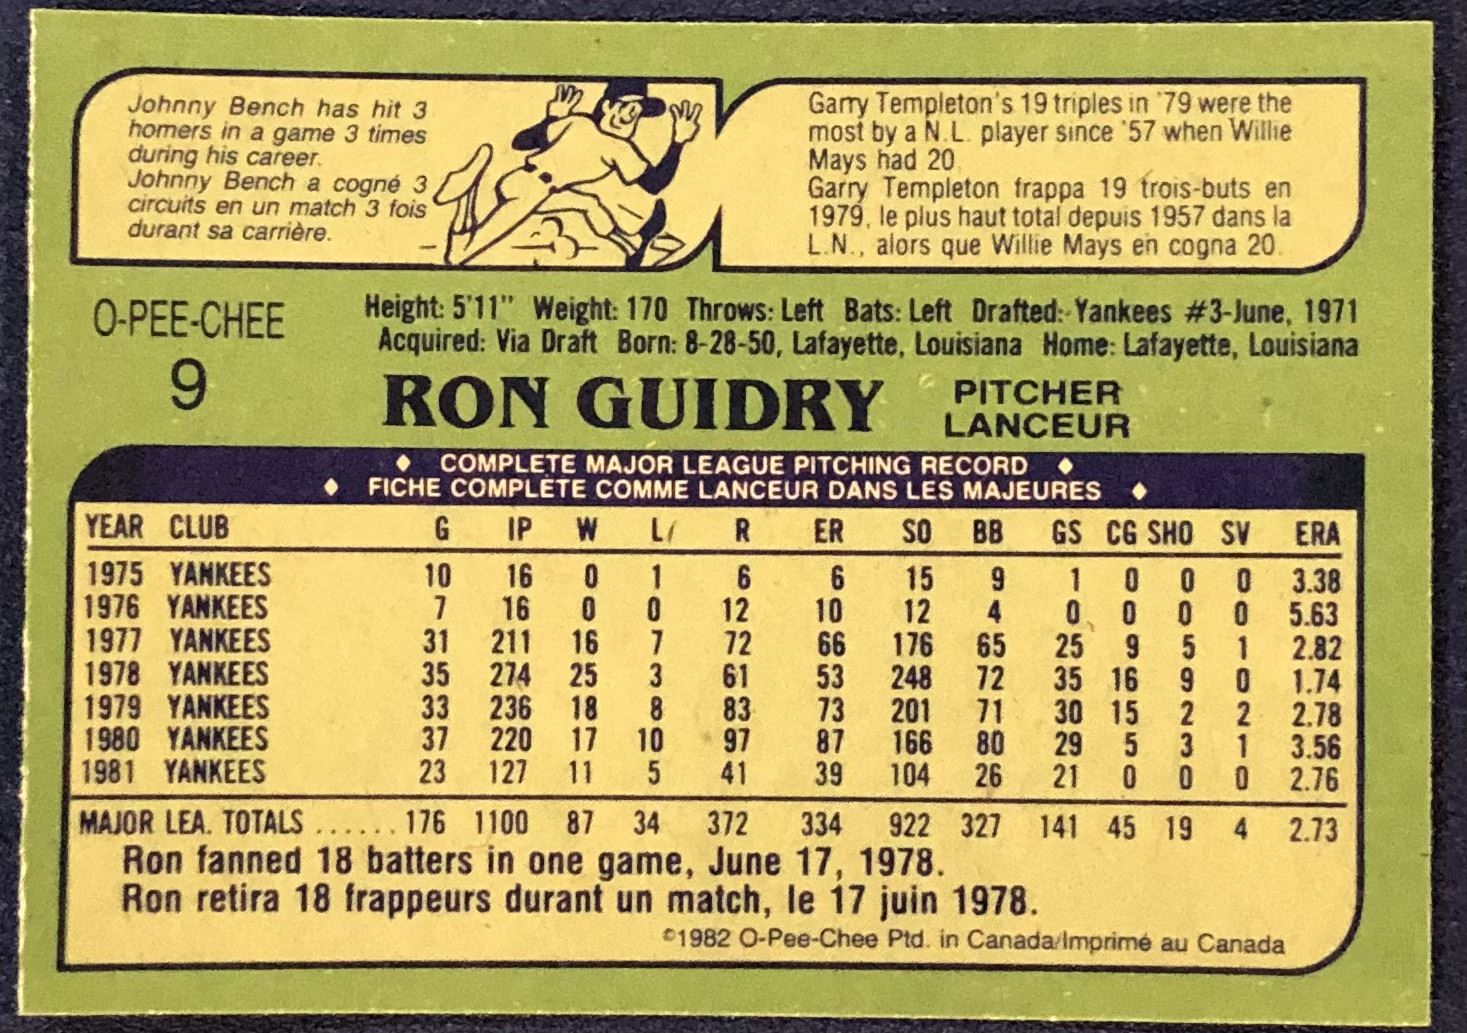 Johnny Bench has hit 3
homers in a game 3 times
during his career.
Johnny Bench a cogné 3
circuits en un match 3 fois
durant sa carrière.
Garry Templeton's 19 triples in '79 were the
most by a N.L. player since '57 when Willie
Mays had 20.
Garry Templeton frappa 19 trois-buts en
1979, le plus haut total depuis 1957 dans la
L.N., alors que Willie Mays en cogna 20.
O-PEE-CHEE
9
Height: 5'11" Weight: 170 Throws: Left Bats: Left Drafted: Yankees #3-June, 1971
Acquired: Via Draft Born: 8-28-50, Lafayette, Louisiana Home: Lafayette, Louisiana
RON GUIDRY
PITCHER
LANCEUR
♦ COMPLETE MAJOR LEAGUE PITCHING RECORD ♦
♦ FICHE COMPLÈTE COMME LANCEUR DANS LES MAJEURES ♦
YEAR CLUB G IP W L R ER SO BB GS CG SHO SV ERA
1975 YANKEES 10 16 0 1 6 6 15 9 1 0 0 0 3.38
1976 YANKEES 7 16 0 0 12 10 12 4 0 0 0 0 5.63
1977 YANKEES 31 211 16 7 72 66 176 65 25 9 5 1 2.82
1978 YANKEES 35 274 25 3 61 53 248 72 35 16 9 0 1.74
1979 YANKEES 33 236 18 8 83 73 201 71 30 15 2 2 2.78
1980 YANKEES 37 220 17 10 97 87 166 80 29 5 3 1 3.56
1981 YANKEES 23 127 11 5 41 39 104 26 21 0 0 0 2.76
MAJOR LEA. TOTALS ...... 176 1100 87 34 372 334 922 327 141 45 19 4 2.73
Ron fanned 18 batters in one game, June 17, 1978.
Ron retira 18 frappeurs durant un match, le 17 juin 1978.
©1982 O-Pee-Chee Ptd. in Canada/Imprimé au Canada